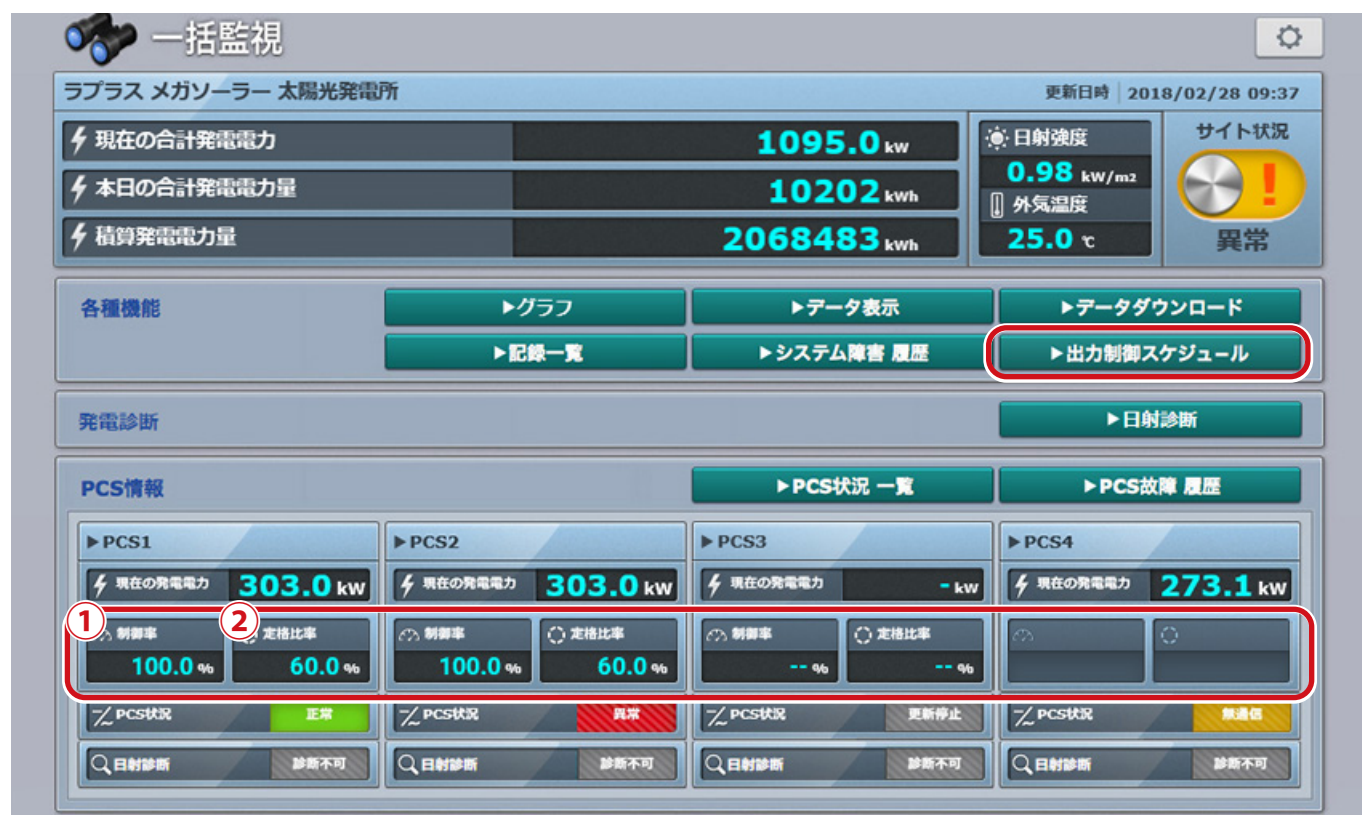 一括監視
ラプラス メガソーラー 太陽光発電所 更新日時 2018/02/28 09:37
現在の合計発電電力 1095.0 kW
本日の合計発電電力量 10202 kWh
積算発電電力量 2068483 kWh
日射強度
0.98 kW/m2
外気温度
25.0 ℃
サイト状況
!
異常
各種機能 ▶グラフ ▶データ表示 ▶データダウンロード
▶記録一覧 ▶システム障害 履歴 ▶出力制御スケジュール
発電診断 ▶日射診断
PCS情報 ▶PCS状況 一覧 ▶PCS故障 履歴
▶PCS1 ▶PCS2 ▶PCS3 ▶PCS4
現在の発電電力 303.0 kW 現在の発電電力 303.0 kW 現在の発電電力 - kW 現在の発電電力 273.1 kW
① 制御率 ② 定格比率 制御率 定格比率 制御率 定格比率
100.0 % 60.0 % 100.0 % 60.0 % -- % -- %
PCS状況 正常 PCS状況 異常 PCS状況 更新停止 PCS状況 無通信
日射診断 診断不可 日射診断 診断不可 日射診断 診断不可 日射診断 診断不可